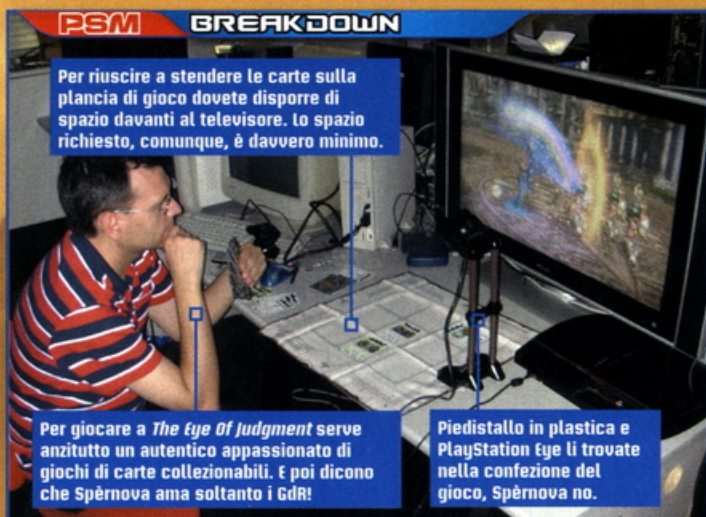 PSM BREAKDOWN
Per riuscire a stendere le carte sulla
plancia di gioco dovete disporre di
spazio davanti al televisore. Lo spazio
richiesto, comunque, è davvero minimo.
Per giocare a The Eye Of Judgment serve
anzitutto un autentico appassionato di
giochi di carte collezionabili. E poi dicono
che Spèrnova ama soltanto i GdR!
Piedistallo in plastica e
PlayStation Eye li trovate
nella confezione del
gioco, Spèrnova no.